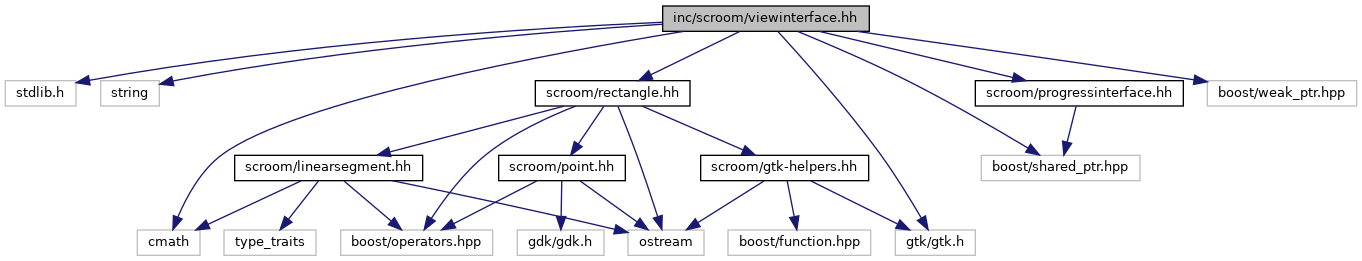 inc/scroom/viewinterface.hh
stdlib.h
string
scroom/rectangle.hh
scroom/progressinterface.hh
boost/weak_ptr.hpp
scroom/linearsegment.hh
scroom/point.hh
scroom/gtk-helpers.hh
boost/shared_ptr.hpp
cmath
type_traits
boost/operators.hpp
gdk/gdk.h
ostream
boost/function.hpp
gtk/gtk.h